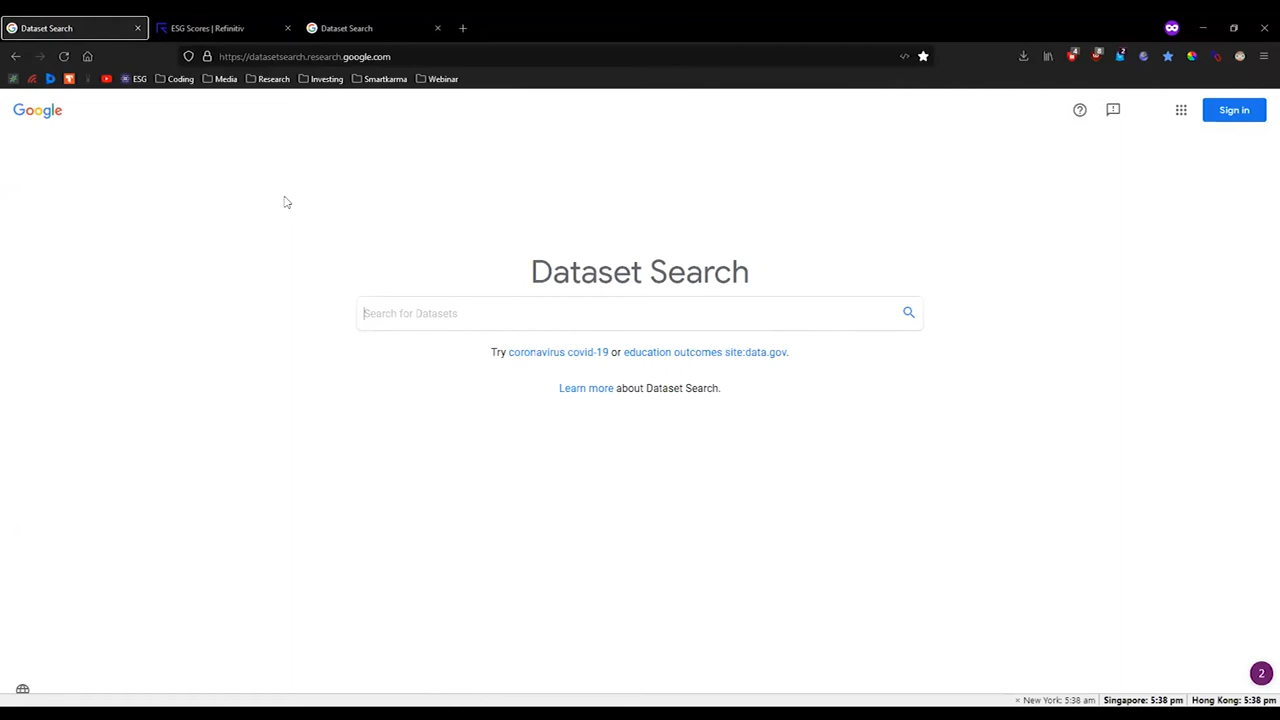 Dataset Search
ESG Scores | Refinitiv
Dataset Search
https://datasetsearch.research.google.com
4
8
2
ESG
Coding
Media
Research
Investing
Smartkarma
Webinar
Google
Sign in
Dataset Search
Search for Datasets
Try coronavirus covid-19 or education outcomes site:data.gov.
Learn more about Dataset Search.
2
New York: 5:38 am
Singapore: 5:38 pm
Hong Kong: 5:38 pm